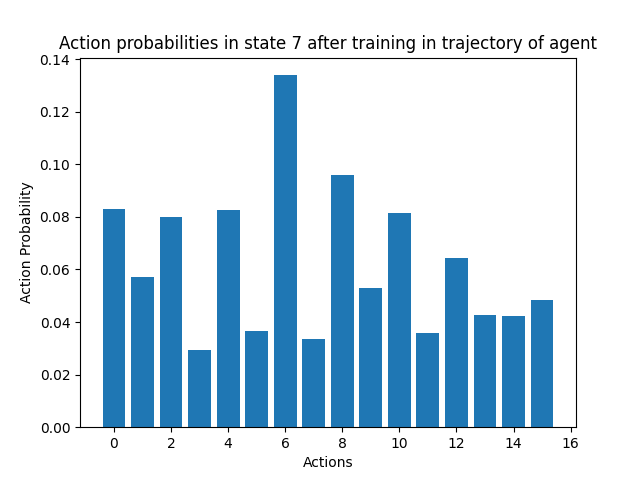 Action probabilities in state 7 after training in trajectory of agent
0.14
0.12
0.10
0.08
0.06
0.04
0.02
0.00
Action Probability
0 2 4 6 8 10 12 14 16
Actions